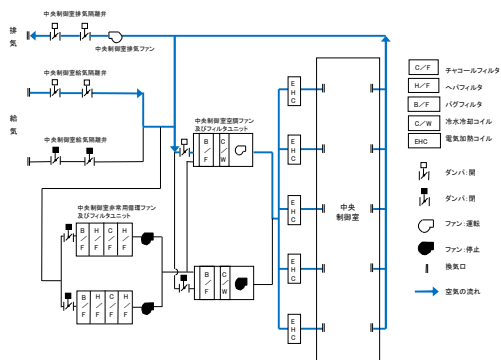 中央制御室排気隔離弁
排
気
中央制御室排気ファン
中央制御室給気隔離弁
給
気
中央制御室給気隔離弁
中央制御室空調ファン
及びフィルタユニット
B/F
C/W
中央制御室非常用循環ファン
及びフィルタユニット
B/F
H/F
C/F
H/F
B/F
H/F
C/F
H/F
B/F
C/W
EHC
EHC
EHC
EHC
EHC
中央
制御室
C/F チャコールフィルタ
H/F ヘパフィルタ
B/F バグフィルタ
C/W 冷水冷却コイル
EHC 電気加熱コイル
ダンパ:開
ダンパ:閉
ファン:運転
ファン:停止
換気口
空気の流れ